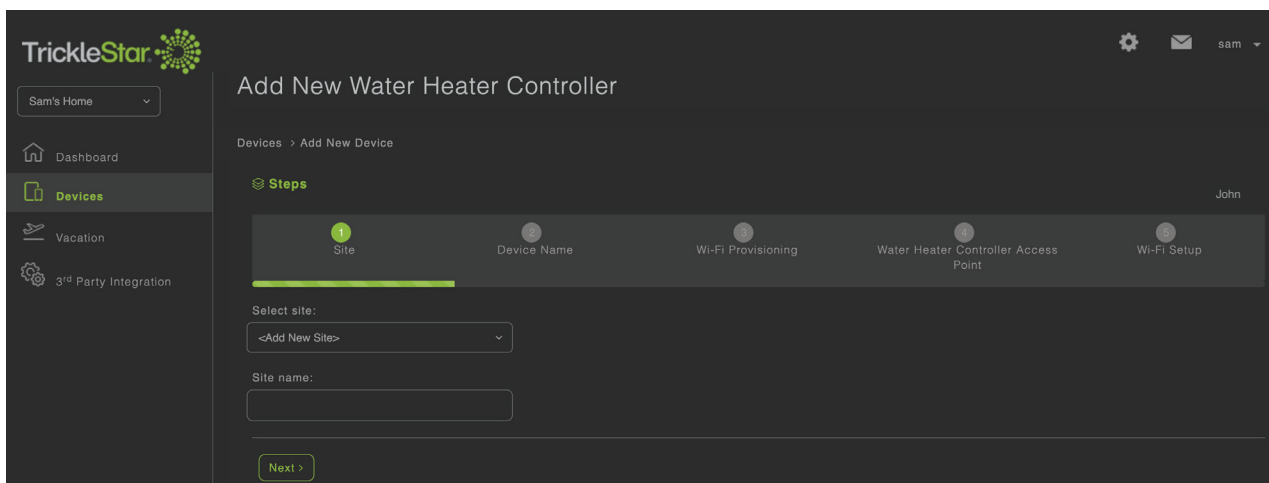 TrickleStar®
sam
Sam's Home
Add New Water Heater Controller
Dashboard
Devices
Vacation
3rd Party Integration
Devices > Add New Device
Steps
John
1
Site
2
Device Name
3
Wi-Fi Provisioning
4
Water Heater Controller Access
Point
5
Wi-Fi Setup
Select site:
<Add New Site>
Site name:
Next >